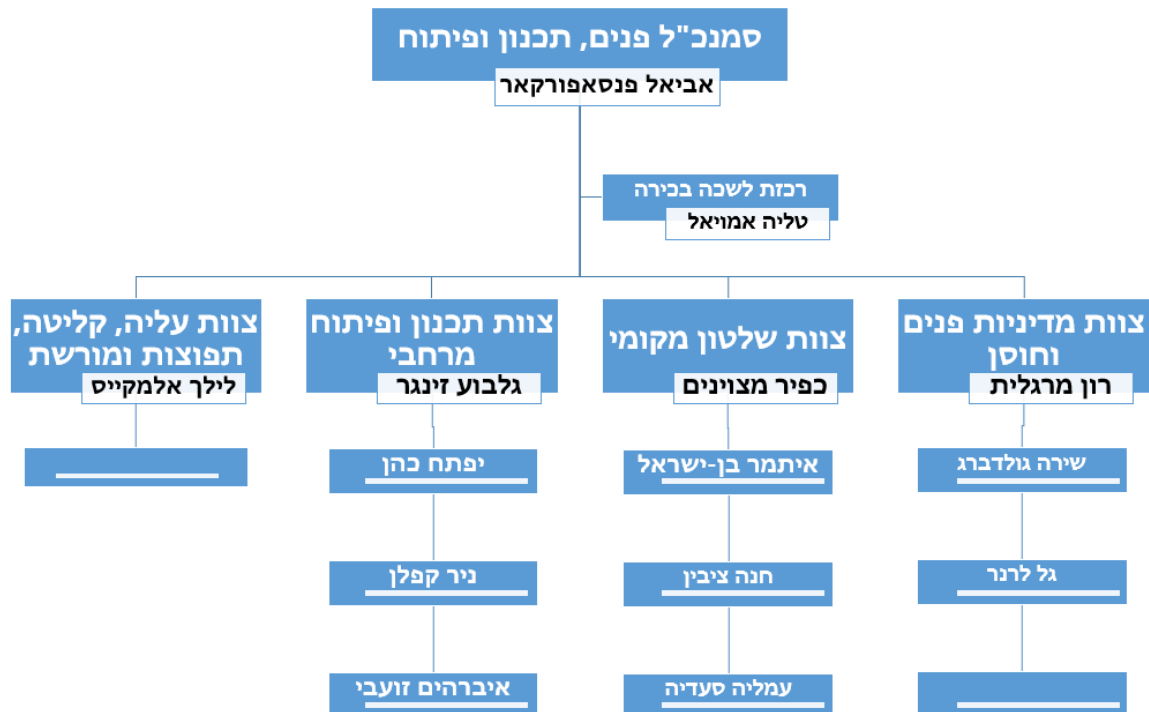 סמנכ"ל פנים, תכנון ופיתוח
אביאל פנסאפורקאר
רכזת לשכה בכירה
טליה אמויאל
צוות מדיניות פנים
וחוסן
רון מרגלית
שירה גולדברג
גל לרנר
צוות שלטון מקומי
כפיר מצוינים
איתמר בן-ישראל
חנה ציבין
עמליה סעדיה
צוות תכנון ופיתוח
מרחבי
גלבוע זינגר
יפתח כהן
ניר קפלן
איברהים זועבי
צוות עליה, קליטה,
תפוצות ומורשת
לילך אלמקייס